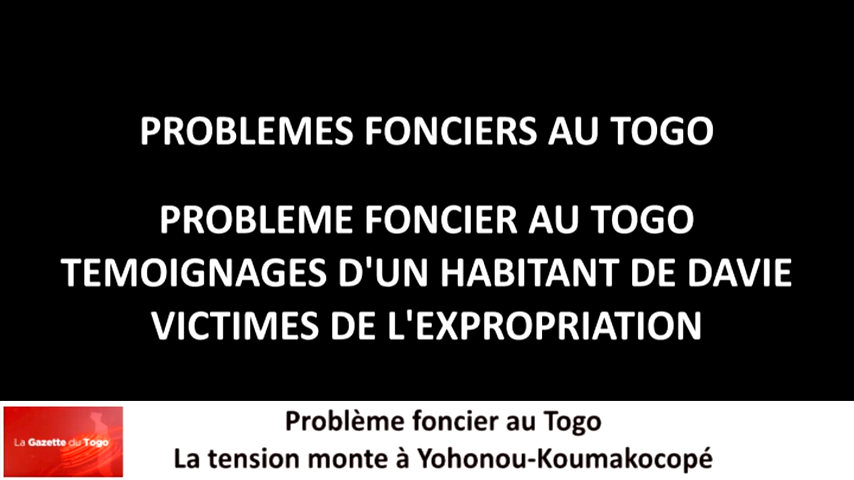 PROBLEMES FONCIERS AU TOGO
PROBLEME FONCIER AU TOGO
TEMOIGNAGES D'UN HABITANT DE DAVIE
VICTIMES DE L'EXPROPRIATION
La Gazette du Togo
Problème foncier au Togo
La tension monte à Yohonou-Koumakocopé